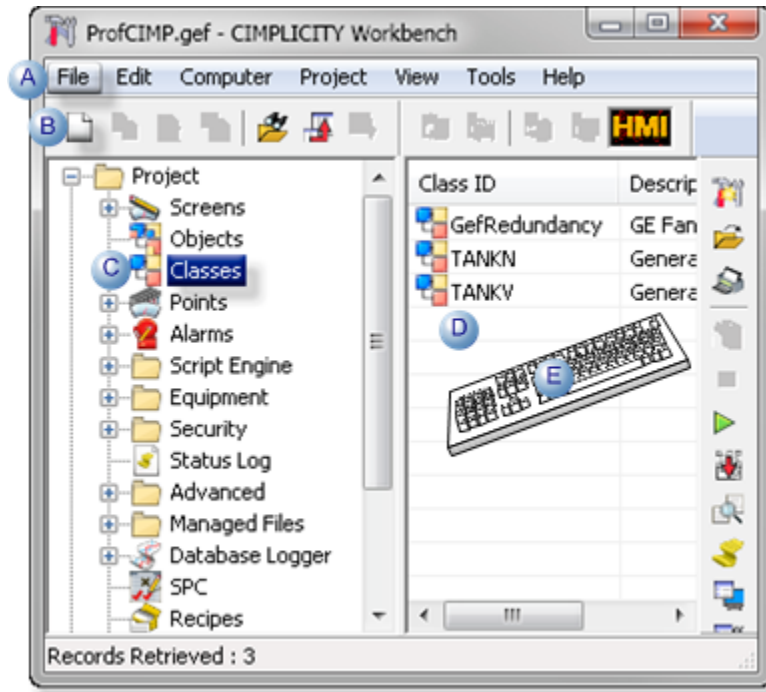 ProfCIMP.gef - CIMPLICITY Workbench
A File Edit Computer Project View Tools Help
B HMI
Project
Screens
Objects
C Classes
Points
Alarms
Script Engine
Equipment
Security
Status Log
Advanced
Managed Files
Database Logger
SPC
Recipes
Class ID Descrip
GefRedundancy GE Fan
TANKN Genera
TANKV Genera
D
E
Records Retrieved : 3